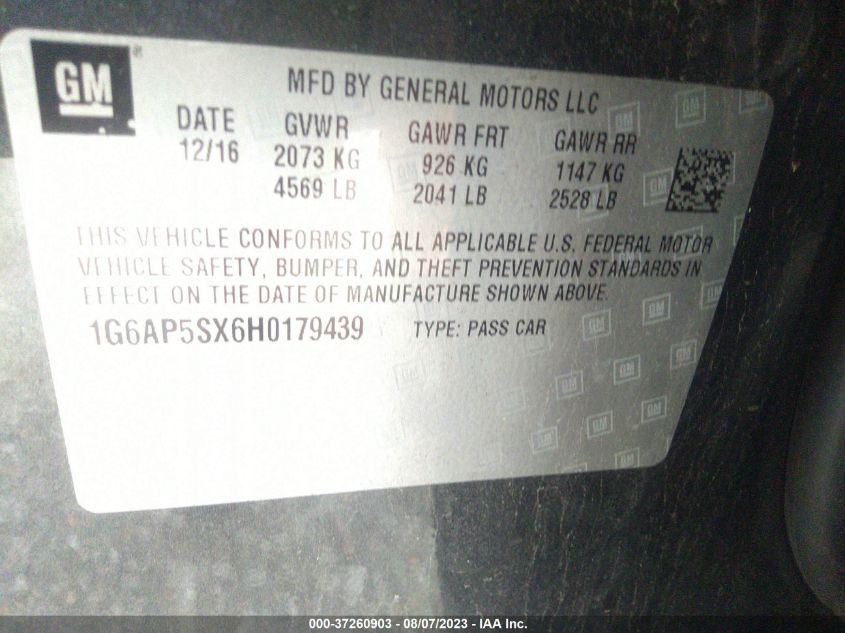 GM
MFD BY GENERAL MOTORS LLC
DATE GVWR GAWR FRT GAWR RR
12/16 2073 KG 926 KG 1147 KG
4569 LB 2041 LB 2528 LB
THIS VEHICLE CONFORMS TO ALL APPLICABLE U.S. FEDERAL MOTOR
VEHICLE SAFETY, BUMPER, AND THEFT PREVENTION STANDARDS IN
EFFECT ON THE DATE OF MANUFACTURE SHOWN ABOVE.
1G6AP5SX6H0179439 TYPE: PASS CAR
000-37260903 - 08/07/2023 - IAA Inc.